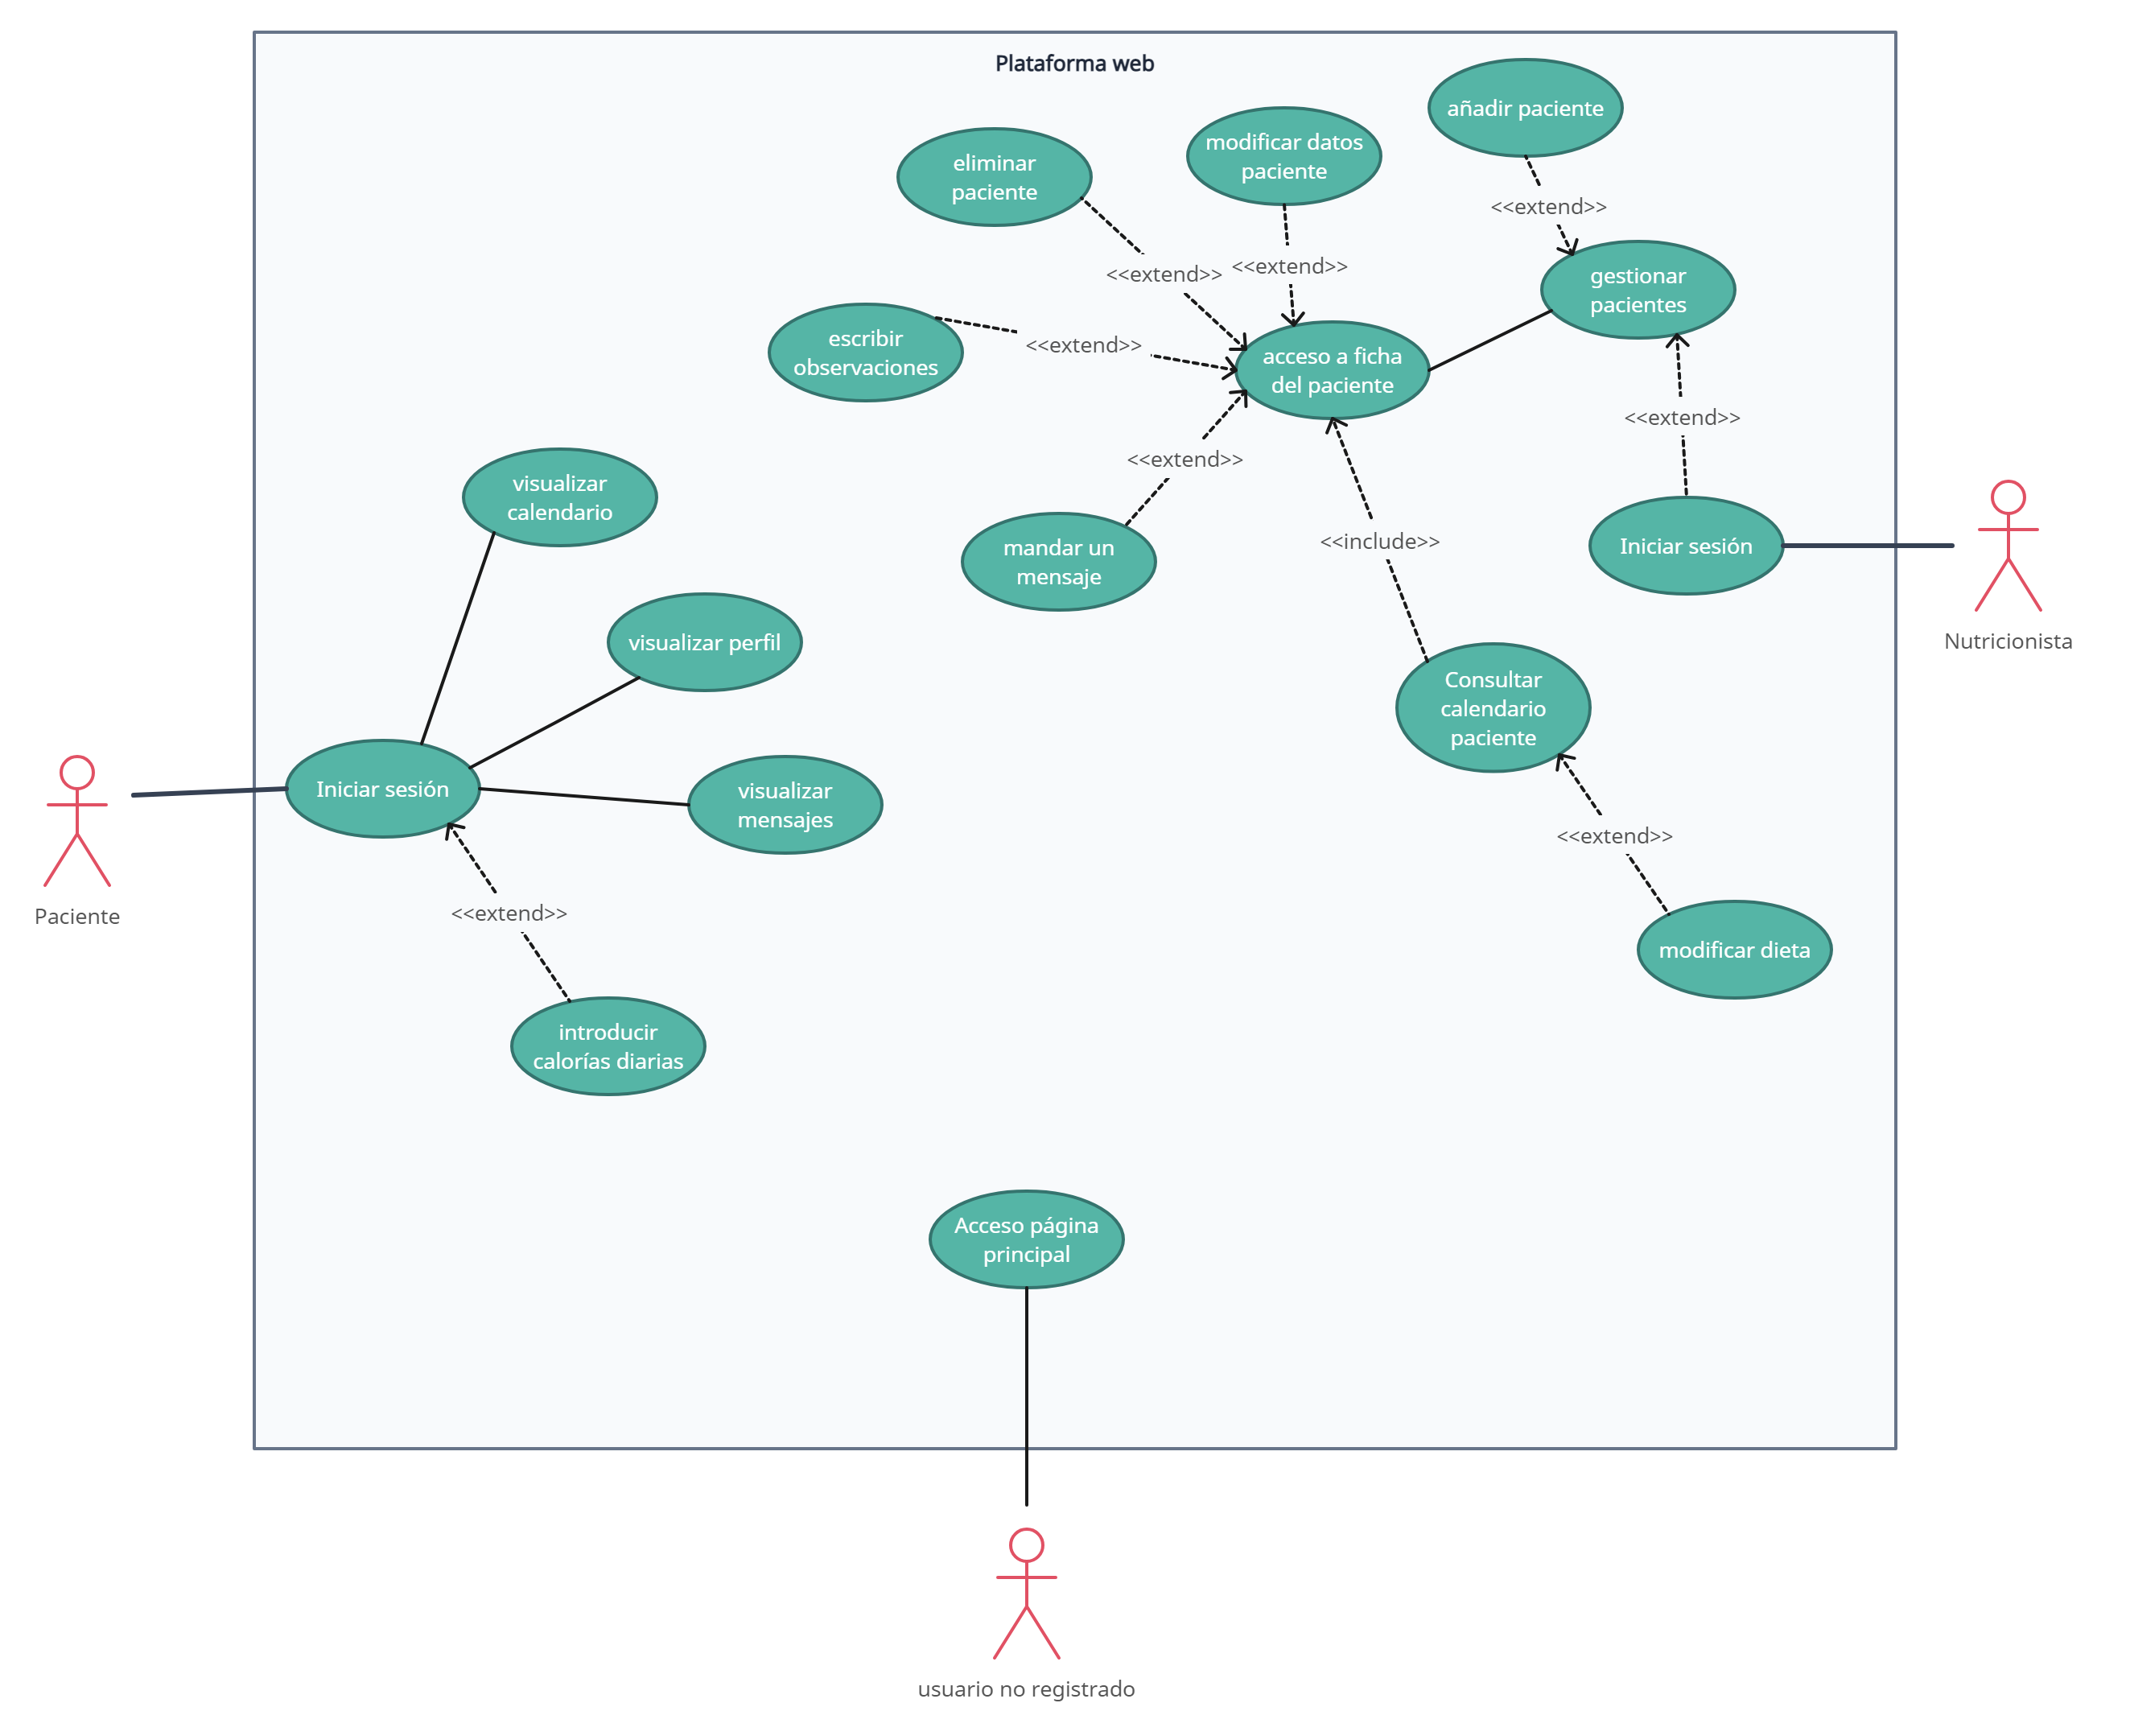 Plataforma web
añadir paciente
modificar datos
paciente
eliminar
paciente
<<extend>>
<<extend>>
<<extend>>
gestionar
pacientes
escribir
observaciones
<<extend>>
acceso a ficha
del paciente
<<extend>>
<<extend>>
visualizar
calendario
mandar un
mensaje
<<include>>
Iniciar sesión
Nutricionista
visualizar perfil
Consultar
calendario
paciente
Iniciar sesión
visualizar
mensajes
<<extend>>
Paciente
<<extend>>
modificar dieta
introducir
calorías diarias
Acceso página
principal
usuario no registrado